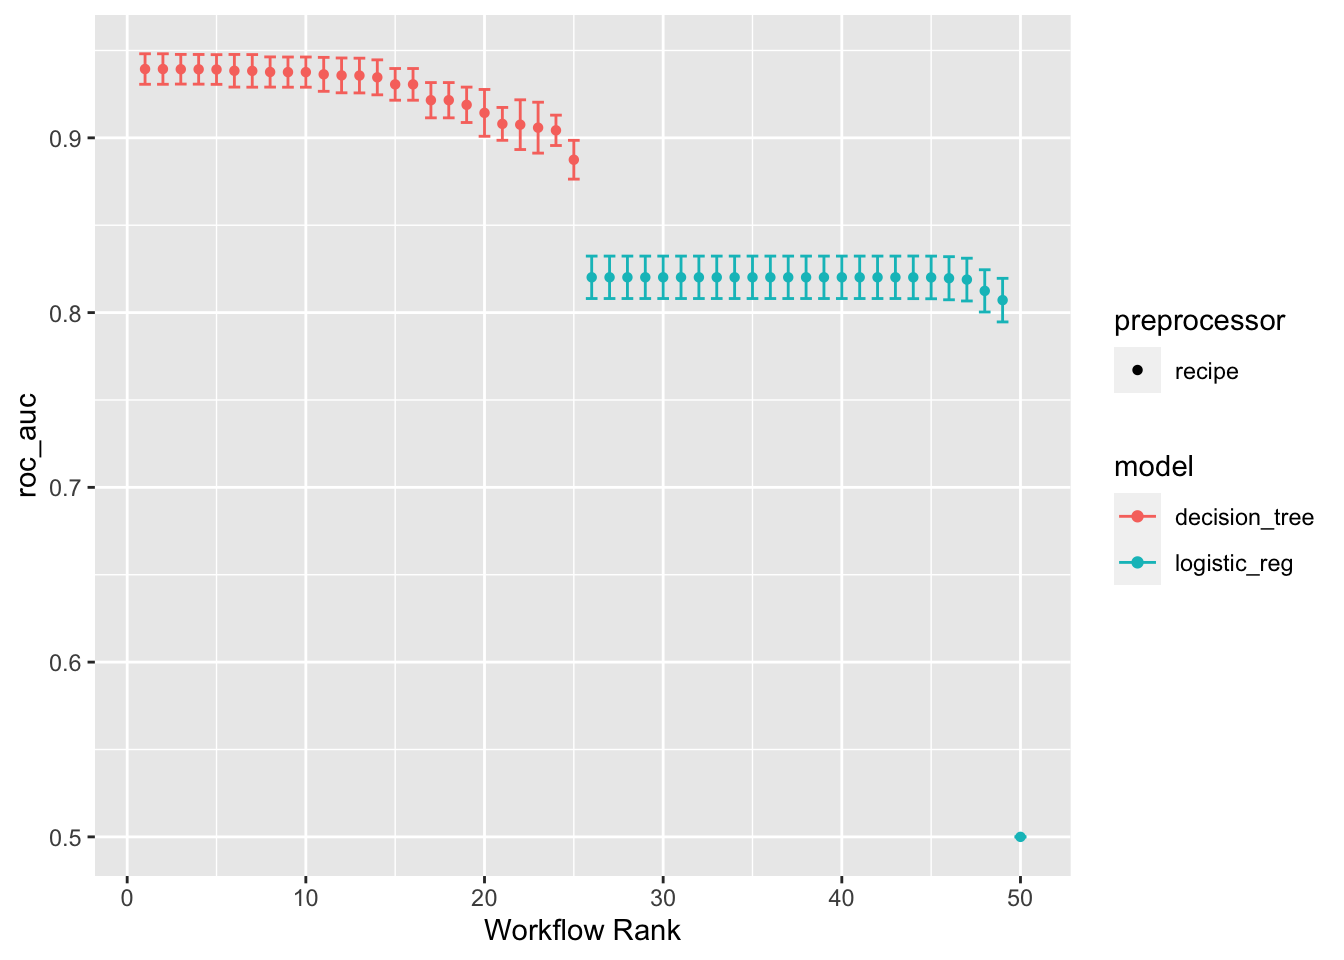 roc_auc
0.9
0.8
0.7
0.6
0.5
0 10 20 30 40 50
Workflow Rank
preprocessor
recipe
model
decision_tree
logistic_reg